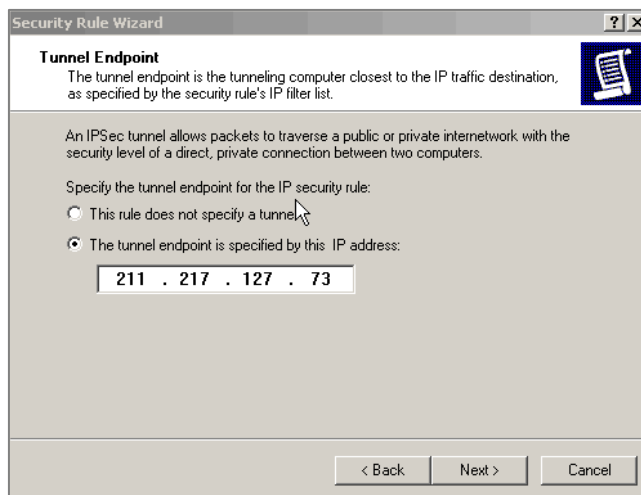 Security Rule Wizard
Tunnel Endpoint
The tunnel endpoint is the tunneling computer closest to the IP traffic destination,
as specified by the security rule's IP filter list.
An IPSec tunnel allows packets to traverse a public or private internetwork with the
security level of a direct, private connection between two computers.
Specify the tunnel endpoint for the IP security rule:
This rule does not specify a tunnel
The tunnel endpoint is specified by this IP address:
211 . 217 . 127 . 73
< Back Next > Cancel